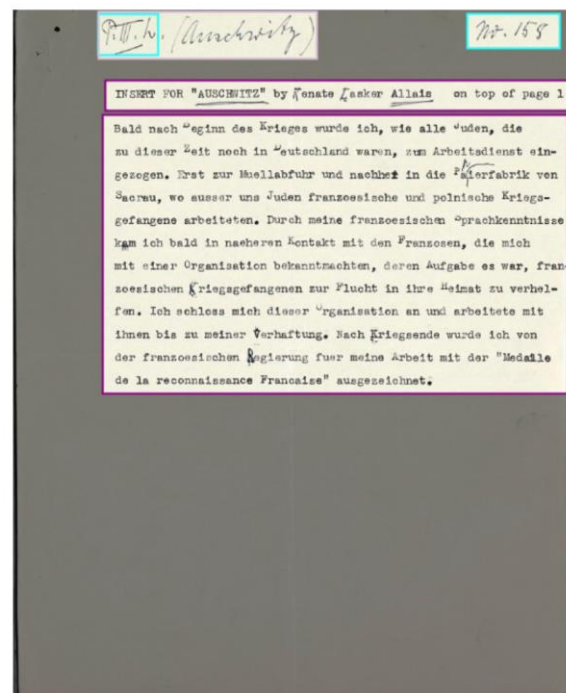 P.III.h. (Auschwitz)
No. 158
INSERT FOR "AUSCHWITZ" by Renate Lasker Allais on top of page 1
Bald nach Beginn des Krieges wurde ich, wie alle Juden, die
zu dieser Zeit noch in Deutschland waren, zum Arbeitsdienst ein-
gezogen. Erst zur Muellabfuhr und nachher in die Papierfabrik von
Sacrau, wo ausser uns Juden franzoesische und polnische Kriegs-
gefangene arbeiteten. Durch meine franzoesischen Sprachkenntnisse
kam ich bald in naeheren Kontakt mit den Franzosen, die mich
mit einer Organisation bekanntmachten, deren Aufgabe es war, fran-
zoesischen Kriegsgefangenen zur Flucht in ihre Heimat zu verhel-
fen. Ich schloss mich dieser Organisation an und arbeitete mit
ihnen bis zu meiner Verhaftung. Nach Kriegsende wurde ich von
der franzoesischen Regierung fuer meine Arbeit mit der "Medaile
de la reconnaissance Francaise" ausgezeichnet.